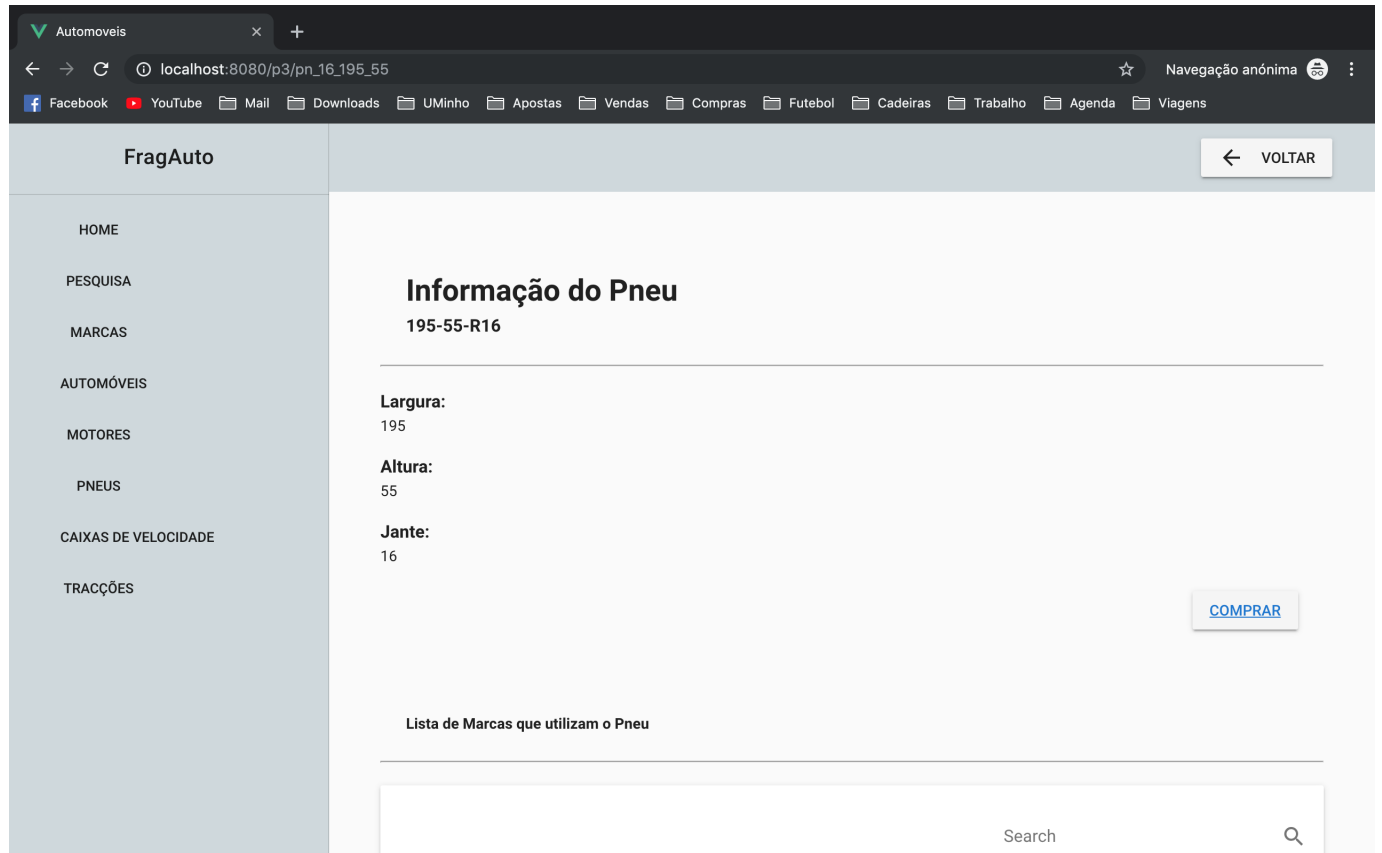 Automoveis
localhost:8080/p3/pn_16_195_55
Navegação anónima
Facebook YouTube Mail Downloads UMinho Apostas Vendas Compras Futebol Cadeiras Trabalho Agenda Viagens
FragAuto
VOLTAR
HOME
PESQUISA
MARCAS
AUTOMÓVEIS
MOTORES
PNEUS
CAIXAS DE VELOCIDADE
TRACÇÕES
Informação do Pneu
195-55-R16
Largura:
195
Altura:
55
Jante:
16
COMPRAR
Lista de Marcas que utilizam o Pneu
Search